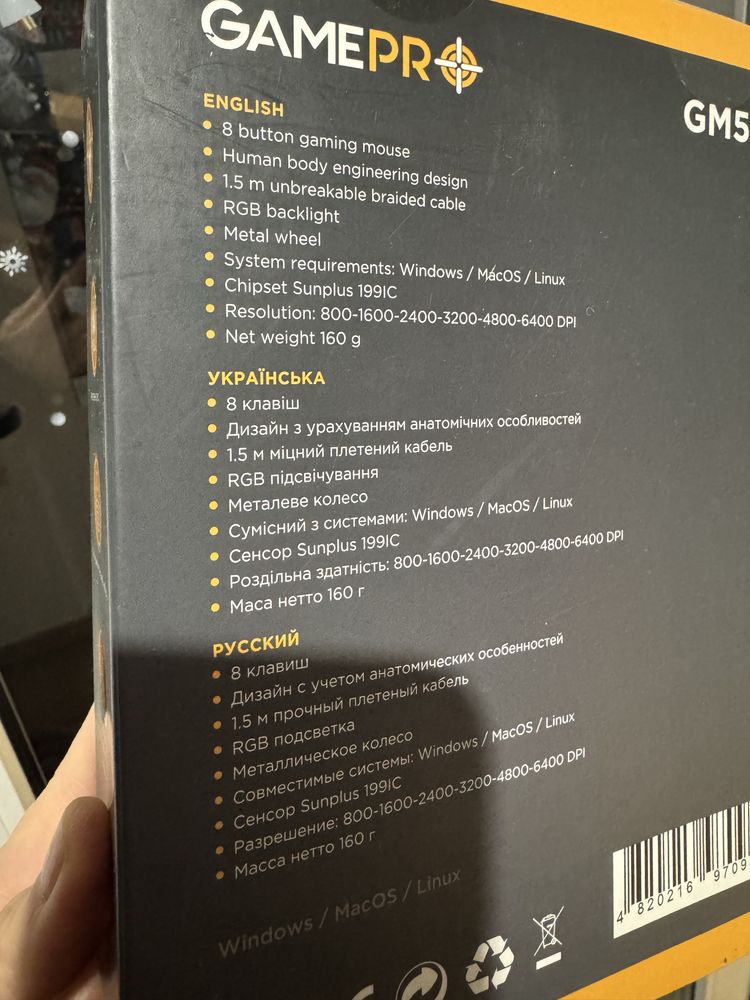 GAMEPRO
GM5
ENGLISH
8 button gaming mouse
Human body engineering design
1.5 m unbreakable braided cable
RGB backlight
Metal wheel
System requirements: Windows / MacOS / Linux
Chipset Sunplus 199IC
Resolution: 800-1600-2400-3200-4800-6400 DPI
Net weight 160 g
УКРАЇНСЬКА
8 клавіш
Дизайн з урахуванням анатомічних особливостей
1.5 м міцний плетений кабель
RGB підсвічування
Металеве колесо
Сумісний з системами: Windows / MacOS / Linux
Сенсор Sunplus 199IC
Роздільна здатність: 800-1600-2400-3200-4800-6400 DPI
Маса нетто 160 г
РУССКИЙ
8 клавиш
Дизайн с учетом анатомических особенностей
1.5 м прочный плетеный кабель
RGB подсветка
Металлическое колесо
Совместимые системы: Windows / MacOS / Linux
Сенсор Sunplus 199IC
Разрешение: 800-1600-2400-3200-4800-6400 DPI
Масса нетто 160 г
Windows / MacOS / Linux
4 820216 9709